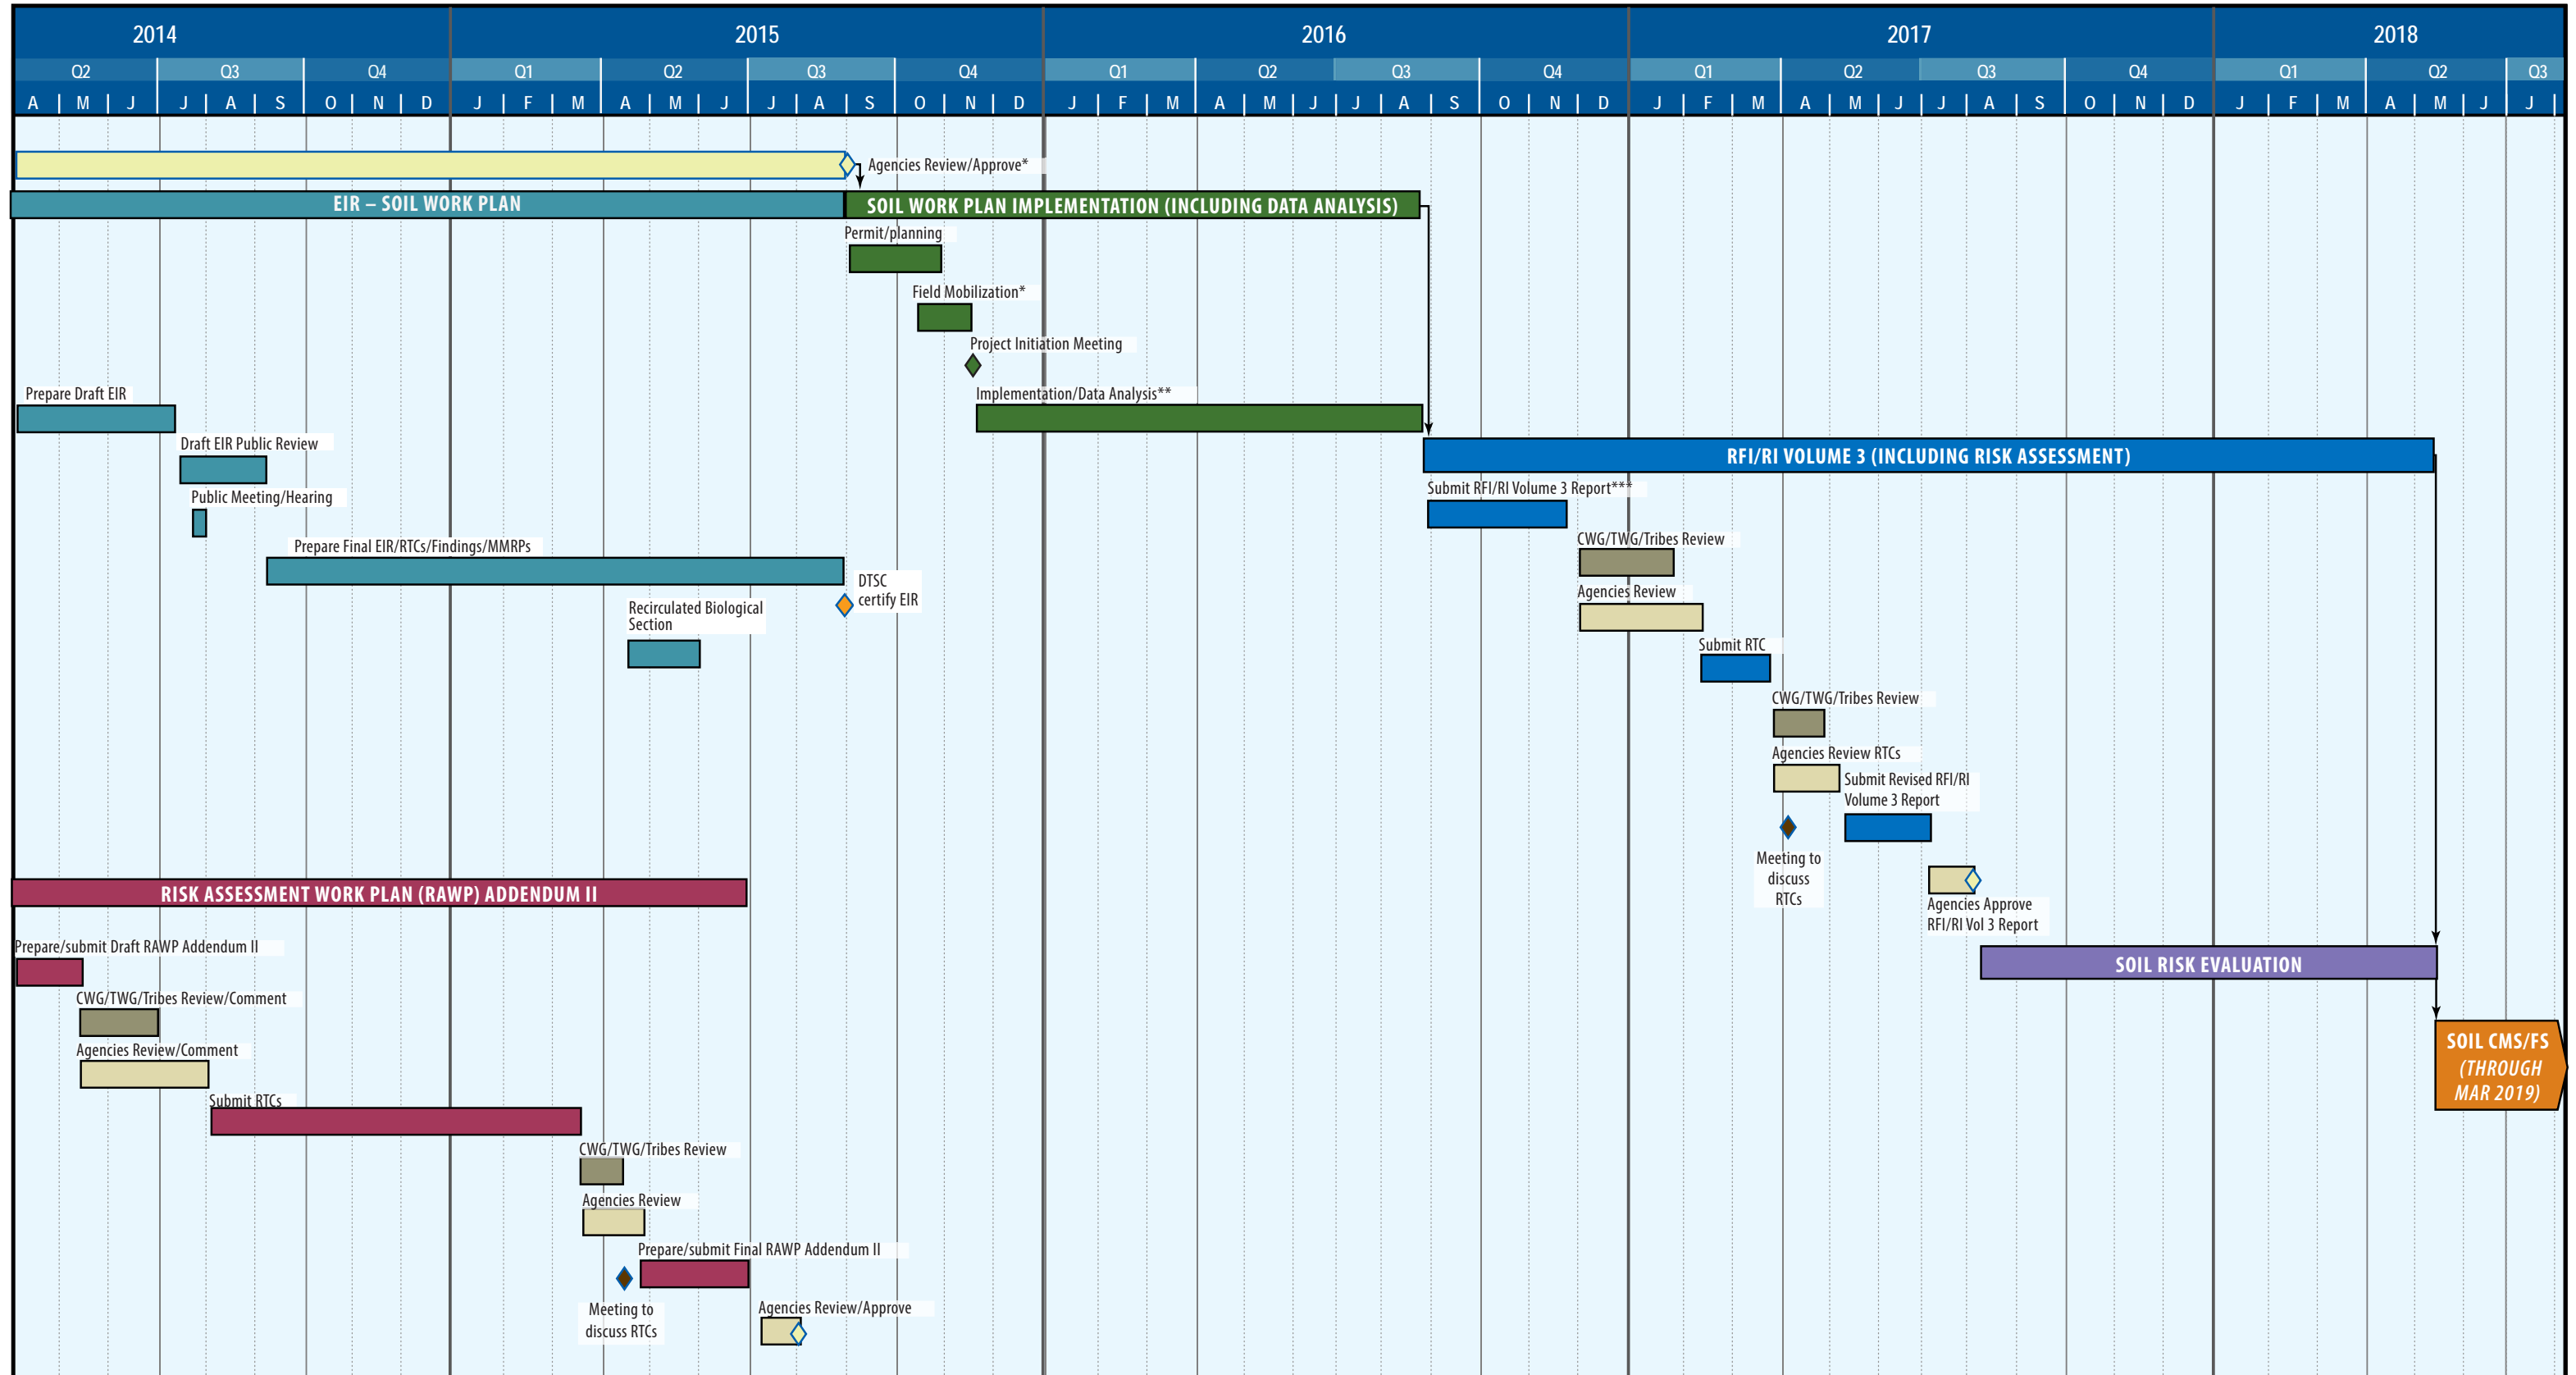 2014 2015 2016 2017 2018
Q2 Q3 Q4 Q1 Q2 Q3 Q4 Q1 Q2 Q3 Q4 Q1 Q2 Q3 Q4 Q1 Q2 Q3
A M J J A S O N D J F M A M J J A S O N D J F M A M J J A S O N D J F M A M J J A S O N D J F M A M J J
Agencies Review/Approve*
EIR – SOIL WORK PLAN
SOIL WORK PLAN IMPLEMENTATION (INCLUDING DATA ANALYSIS)
Permit/planning
Field Mobilization*
Project Initiation Meeting
Prepare Draft EIR
Implementation/Data Analysis**
Draft EIR Public Review
RFI/RI VOLUME 3 (INCLUDING RISK ASSESSMENT)
Public Meeting/Hearing
Submit RFI/RI Volume 3 Report***
Prepare Final EIR/RTCs/Findings/MMRPs
CWG/TWG/Tribes Review
DTSC
certify EIR
Agencies Review
Recirculated Biological
Section
Submit RTC
CWG/TWG/Tribes Review
Agencies Review RTCs
Submit Revised RFI/RI
Volume 3 Report
Meeting to
discuss
RTCs
RISK ASSESSMENT WORK PLAN (RAWP) ADDENDUM II
Agencies Approve
RFI/RI Vol 3 Report
Prepare/submit Draft RAWP Addendum II
SOIL RISK EVALUATION
CWG/TWG/Tribes Review/Comment
Agencies Review/Comment
SOIL CMS/FS
(THROUGH
MAR 2019)
Submit RTCs
CWG/TWG/Tribes Review
Agencies Review
Prepare/submit Final RAWP Addendum II
Meeting to
discuss RTCs
Agencies Review/Approve